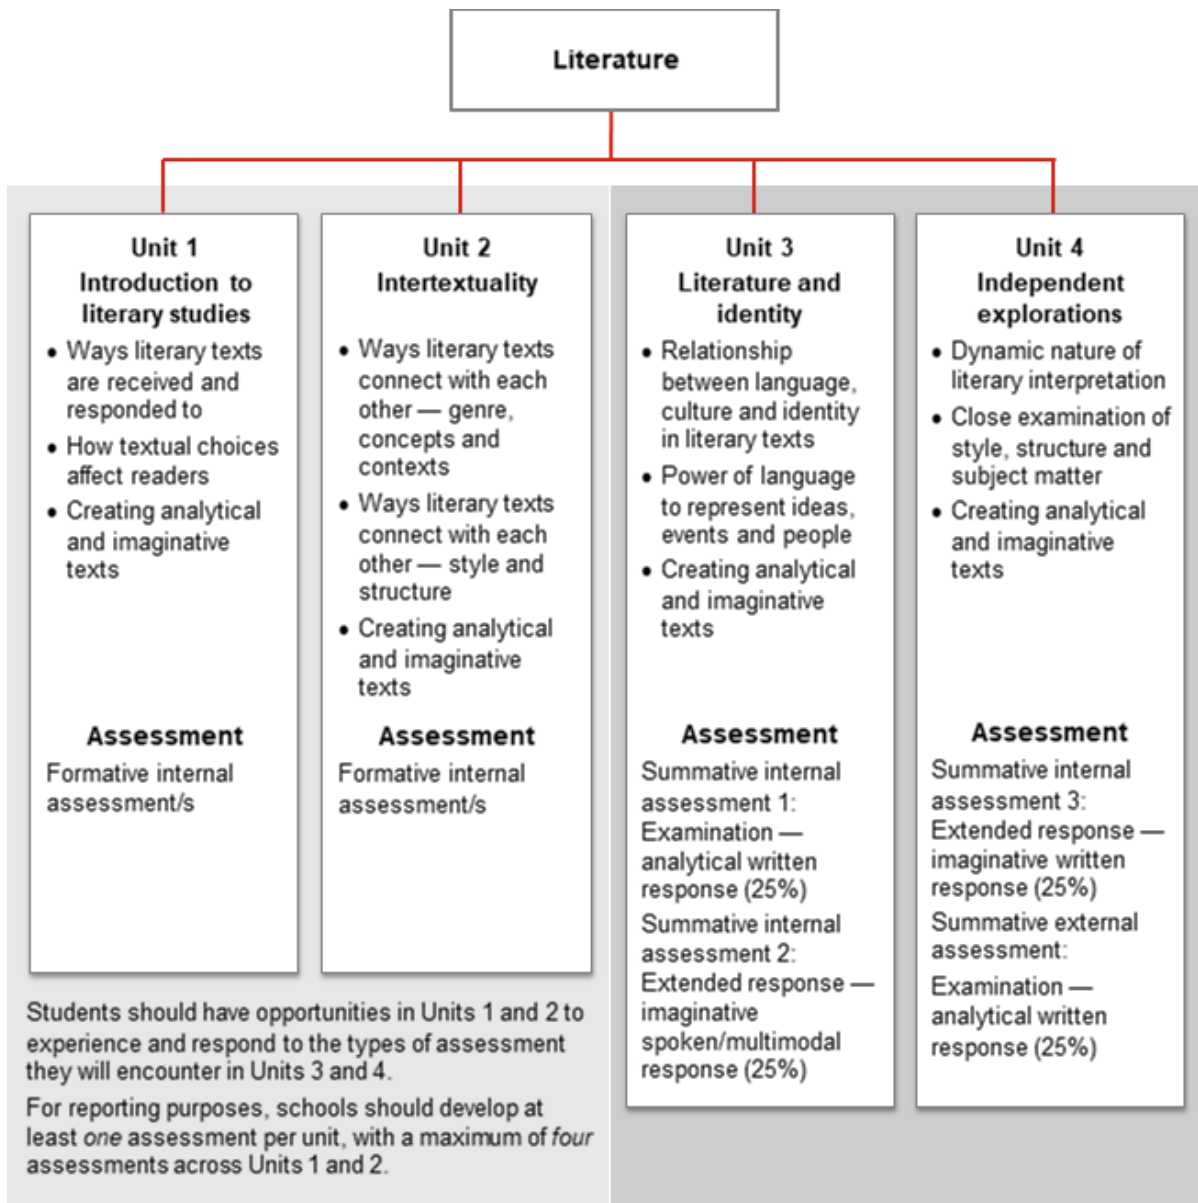 Literature
Unit 1
Introduction to
literary studies
• Ways literary texts
are received and
responded to
• How textual choices
affect readers
• Creating analytical
and imaginative
texts
Assessment
Formative internal
assessment/s
Unit 2
Intertextuality
• Ways literary texts
connect with each
other — genre,
concepts and
contexts
• Ways literary texts
connect with each
other — style and
structure
• Creating analytical
and imaginative
texts
Assessment
Formative internal
assessment/s
Students should have opportunities in Units 1 and 2 to
experience and respond to the types of assessment
they will encounter in Units 3 and 4.
For reporting purposes, schools should develop at
least one assessment per unit, with a maximum of four
assessments across Units 1 and 2.
Unit 3
Literature and
identity
• Relationship
between language,
culture and identity
in literary texts
• Power of language
to represent ideas,
events and people
• Creating analytical
and imaginative
texts
Assessment
Summative internal
assessment 1:
Examination —
analytical written
response (25%)
Summative internal
assessment 2:
Extended response —
imaginative
spoken/multimodal
response (25%)
Unit 4
Independent
explorations
• Dynamic nature of
literary interpretation
• Close examination of
style, structure and
subject matter
• Creating analytical
and imaginative
texts
Assessment
Summative internal
assessment 3:
Extended response —
imaginative written
response (25%)
Summative external
assessment:
Examination —
analytical written
response (25%)